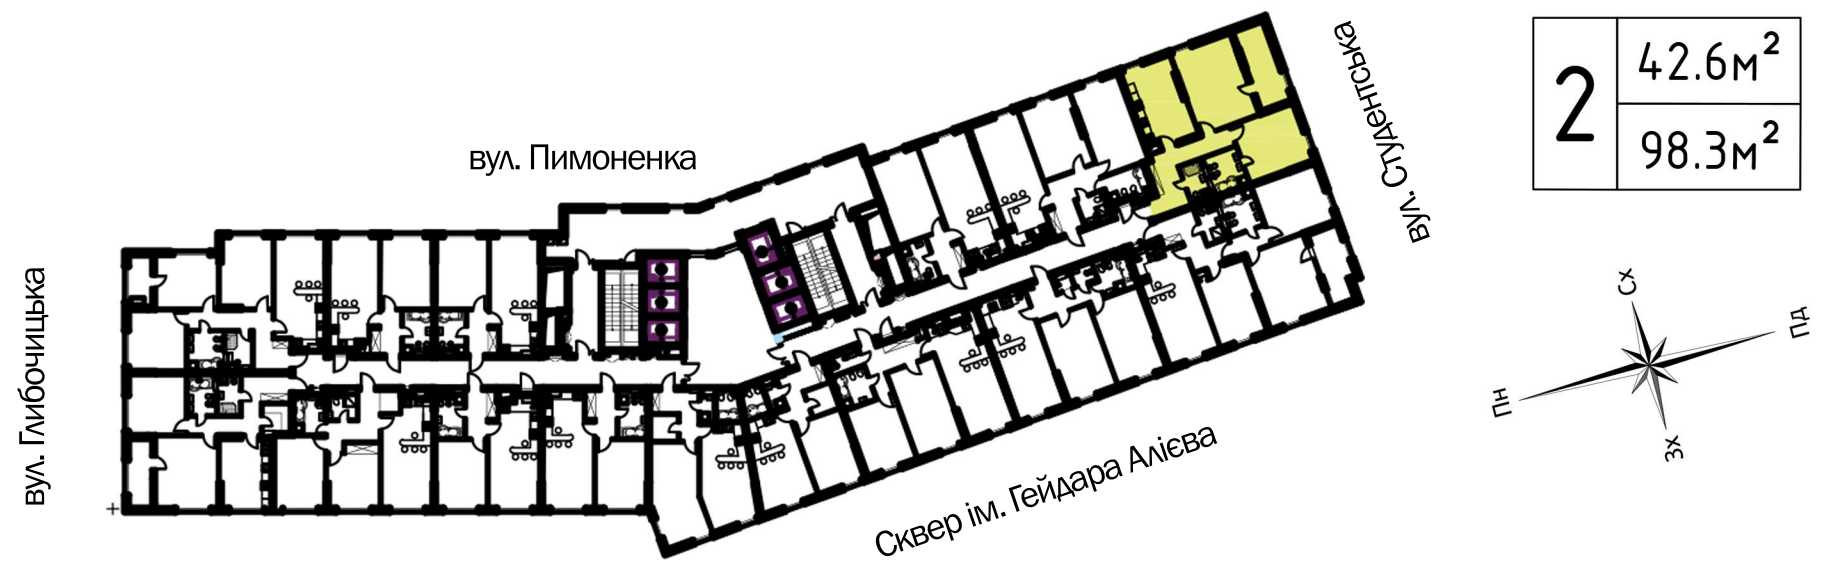 вул. Пимоненка
вул. Студентська
вул. Глибочицька
Сквер ім. Гейдара Алієва
2
42.6м²
98.3м²
Сх
Пд
Пн
Зх